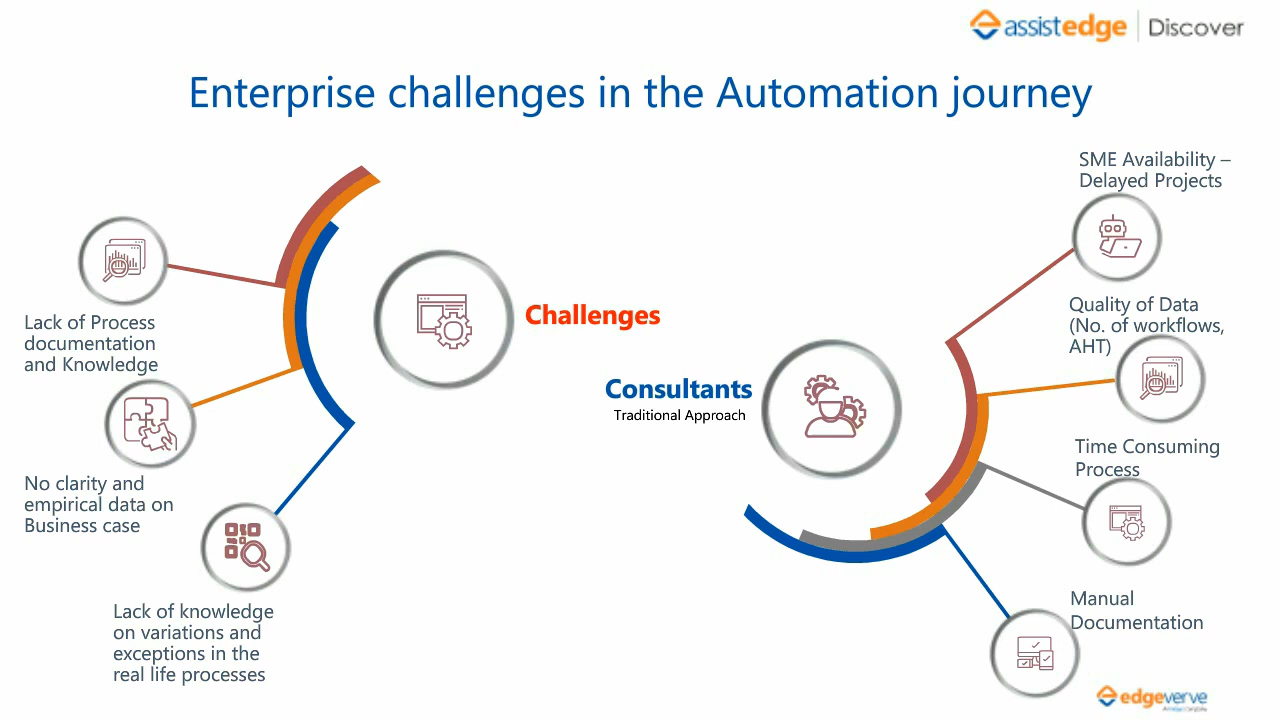 assistedge | Discover
Enterprise challenges in the Automation journey
Lack of Process
documentation
and Knowledge
No clarity and
empirical data on
Business case
Lack of knowledge
on variations and
exceptions in the
real life processes
Challenges
Consultants
Traditional Approach
SME Availability –
Delayed Projects
Quality of Data
(No. of workflows,
AHT)
Time Consuming
Process
Manual
Documentation
edgeverve